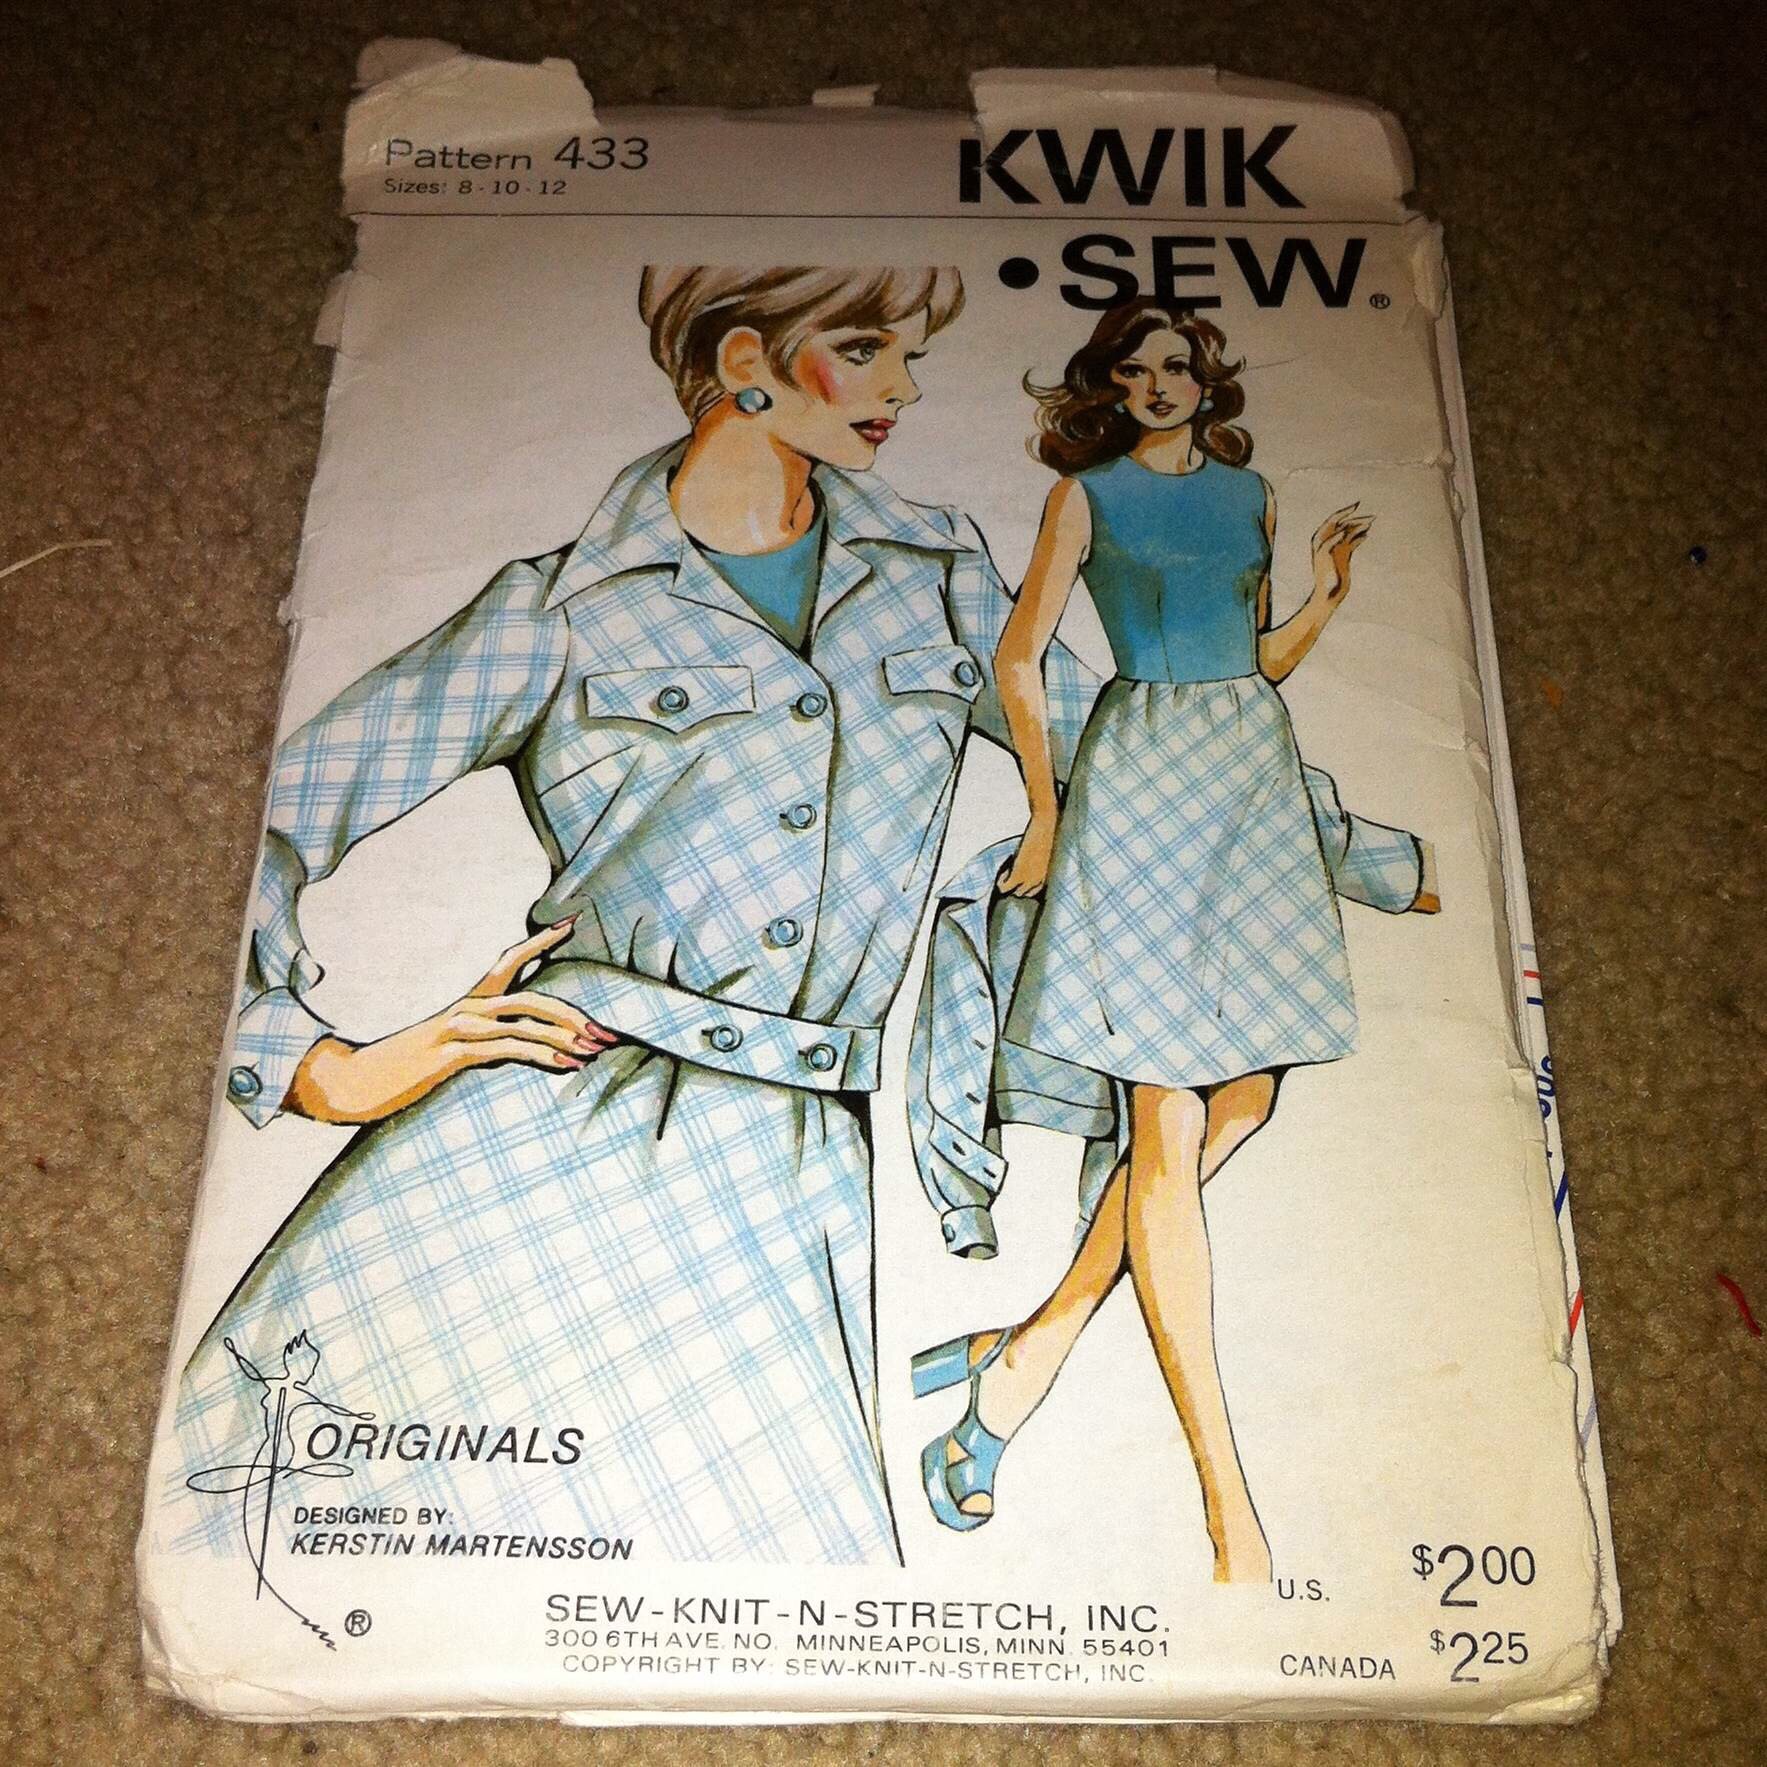 Pattern 433
Sizes: 8 - 10 - 12
KWIK
• SEW®
ORIGINALS
DESIGNED BY:
KERSTIN MARTENSSON
®
SEW-KNIT-N-STRETCH, INC.
300 6TH AVE. NO. MINNEAPOLIS, MINN. 55401
COPYRIGHT BY: SEW-KNIT-N-STRETCH, INC.
U.S. $2.00
CANADA $2.25